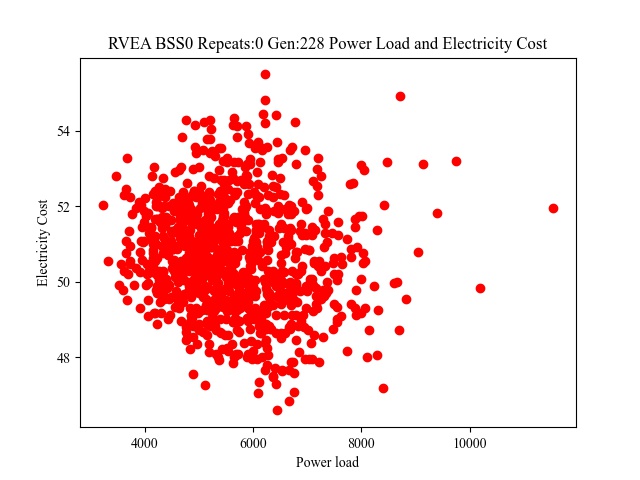 RVEA BSS0 Repeats:0 Gen:228 Power Load and Electricity Cost
54
52
50
48
Electricity Cost
4000 6000 8000 10000
Power load